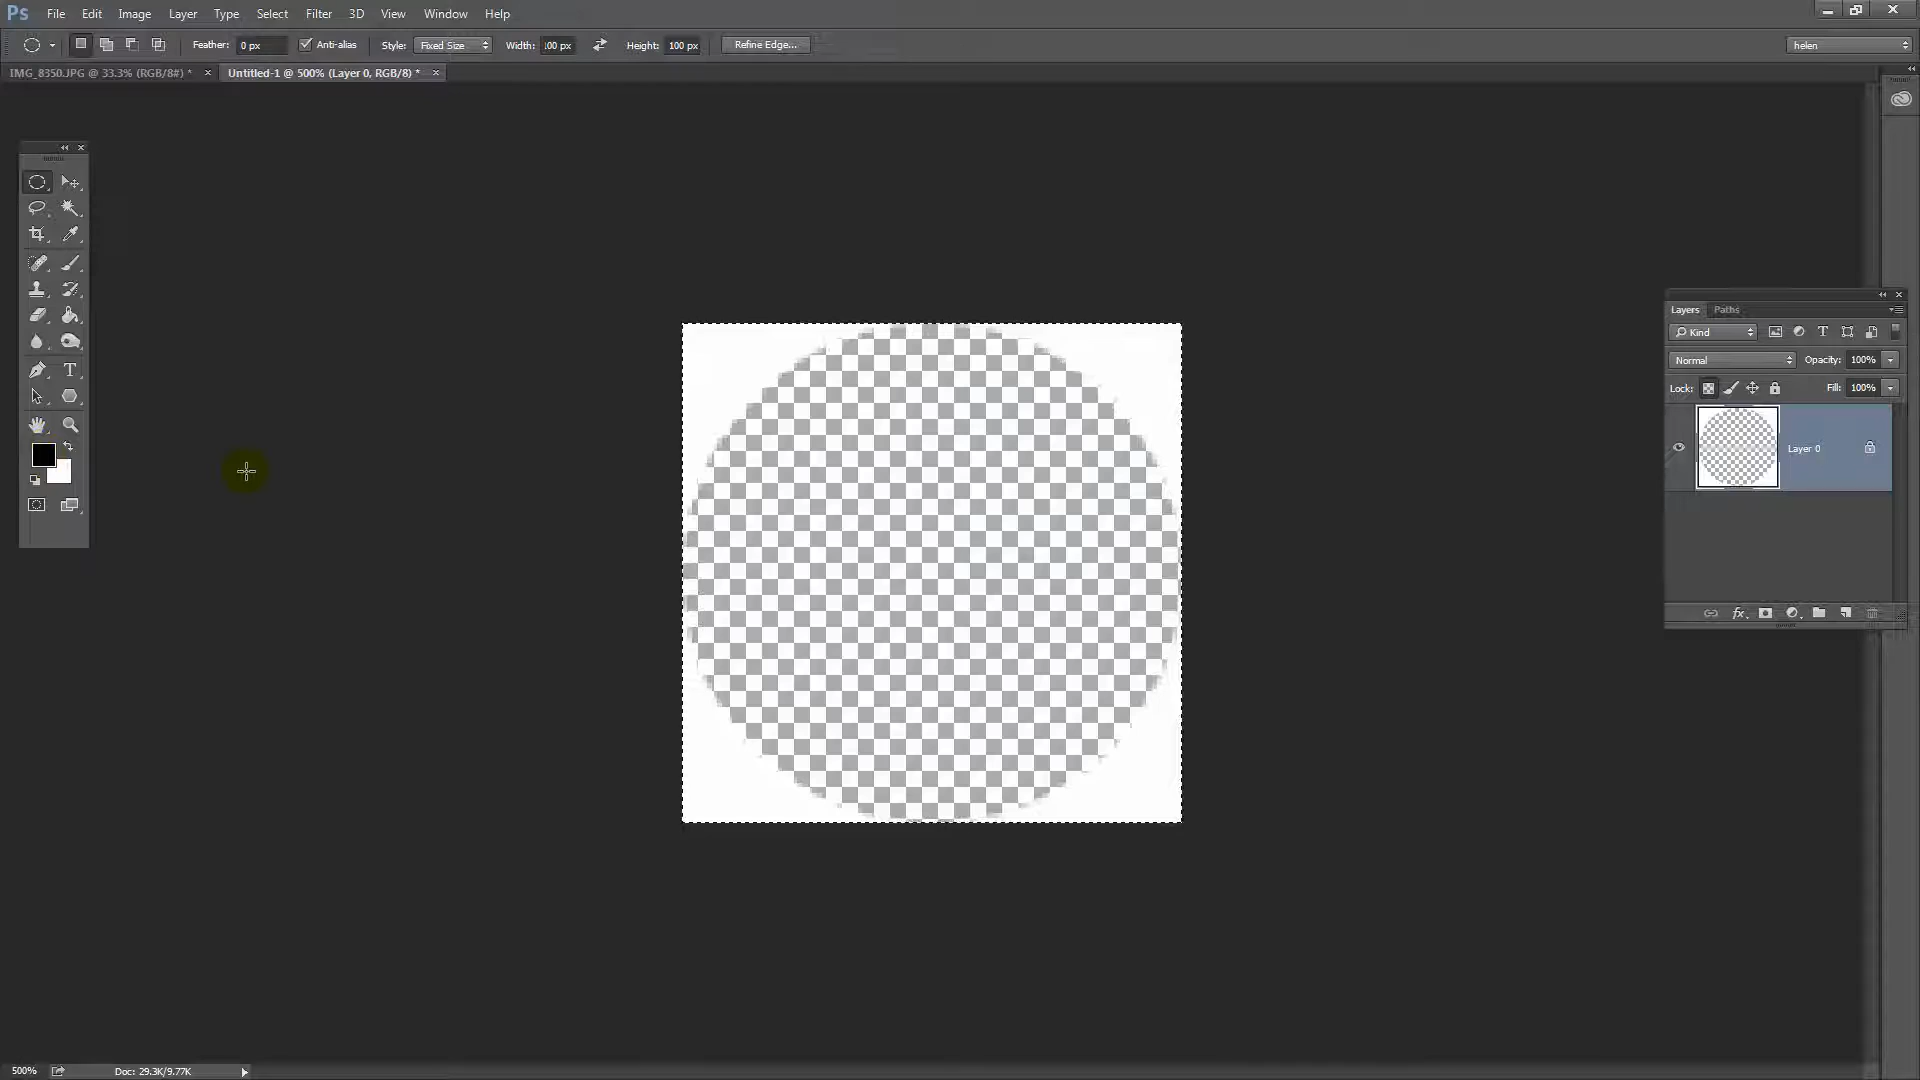 Ps File Edit Image Layer Type Select Filter 3D View Window Help
Feather: 0 px Anti-alias Style: Fixed Size Width: 100 px Height: 100 px Refine Edge... helen
IMG_8350.JPG @ 33.3% (RGB/8#) * × Untitled-1 @ 500% (Layer 0, RGB/8) * ×
Layers Paths
Kind
Normal Opacity: 100%
Lock: Fill: 100%
Layer 0
500% Doc: 29.3K/9.77K